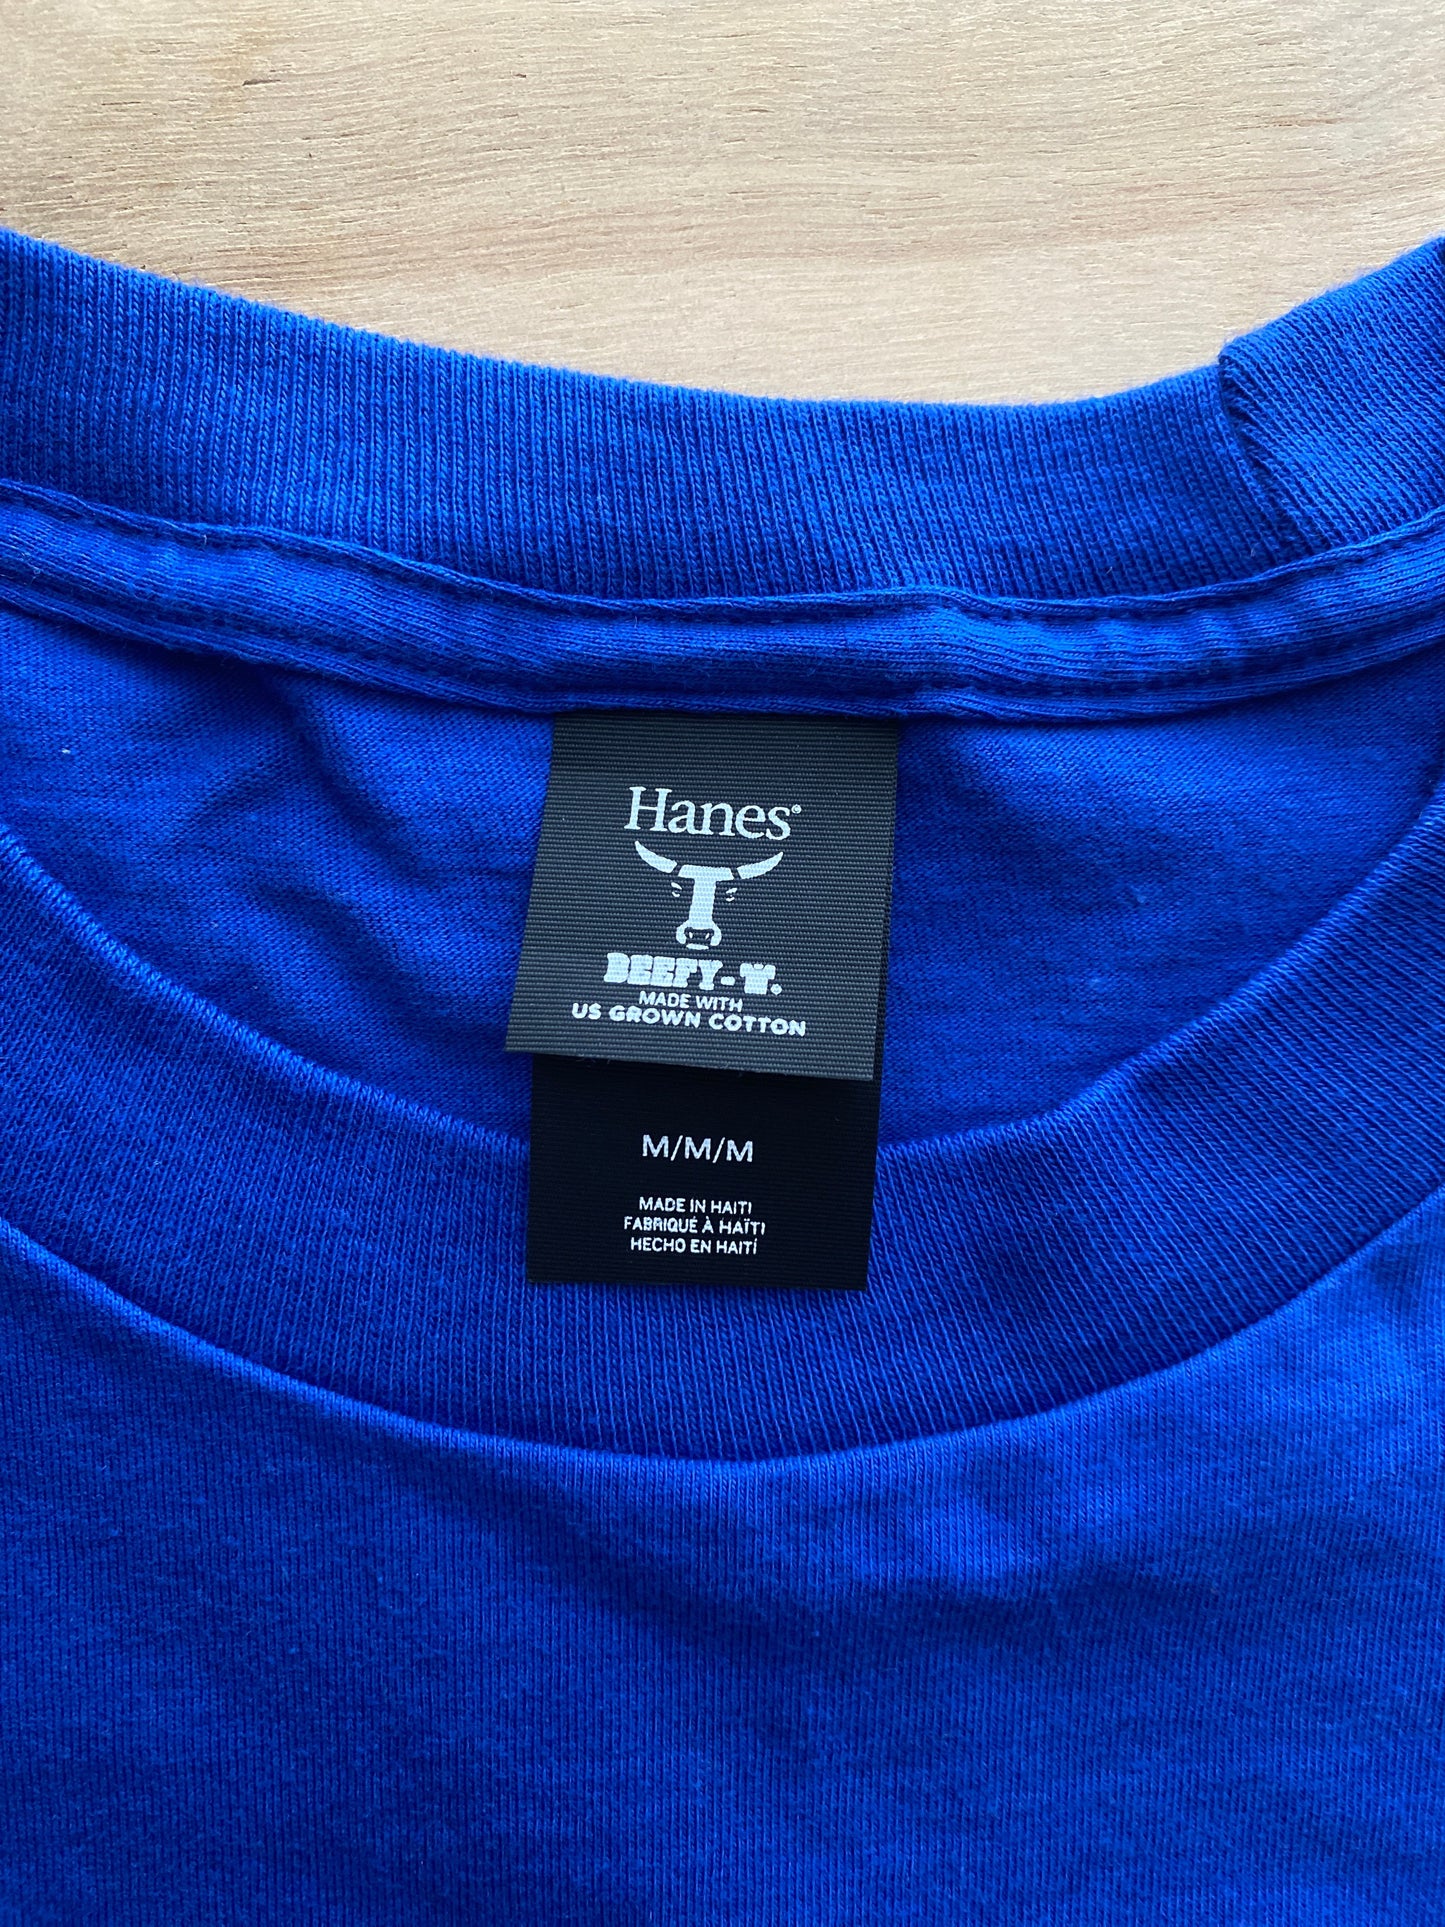 Hanes®
BEEFY-T.
MADE WITH
US GROWN COTTON
M/M/M
MADE IN HAITI
FABRIQUÉ À HAÏTI
HECHO EN HAITÍ